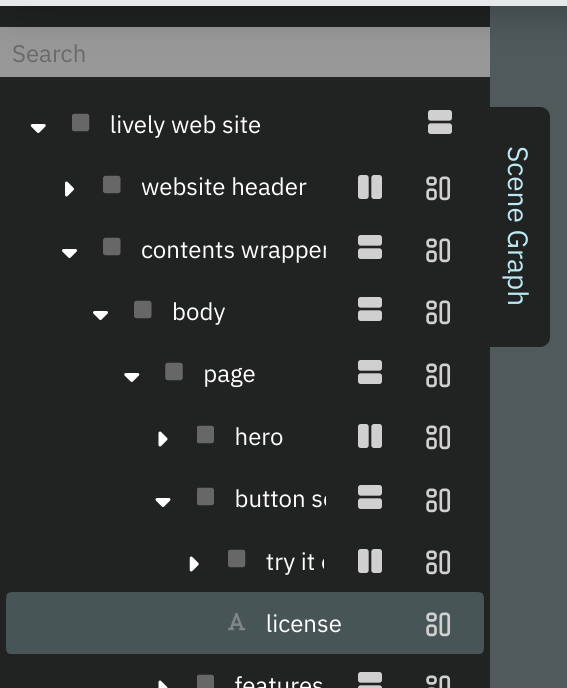 Search
lively web site
website header
contents wrapper
body
page
hero
button
try it
license
features
Scene Graph